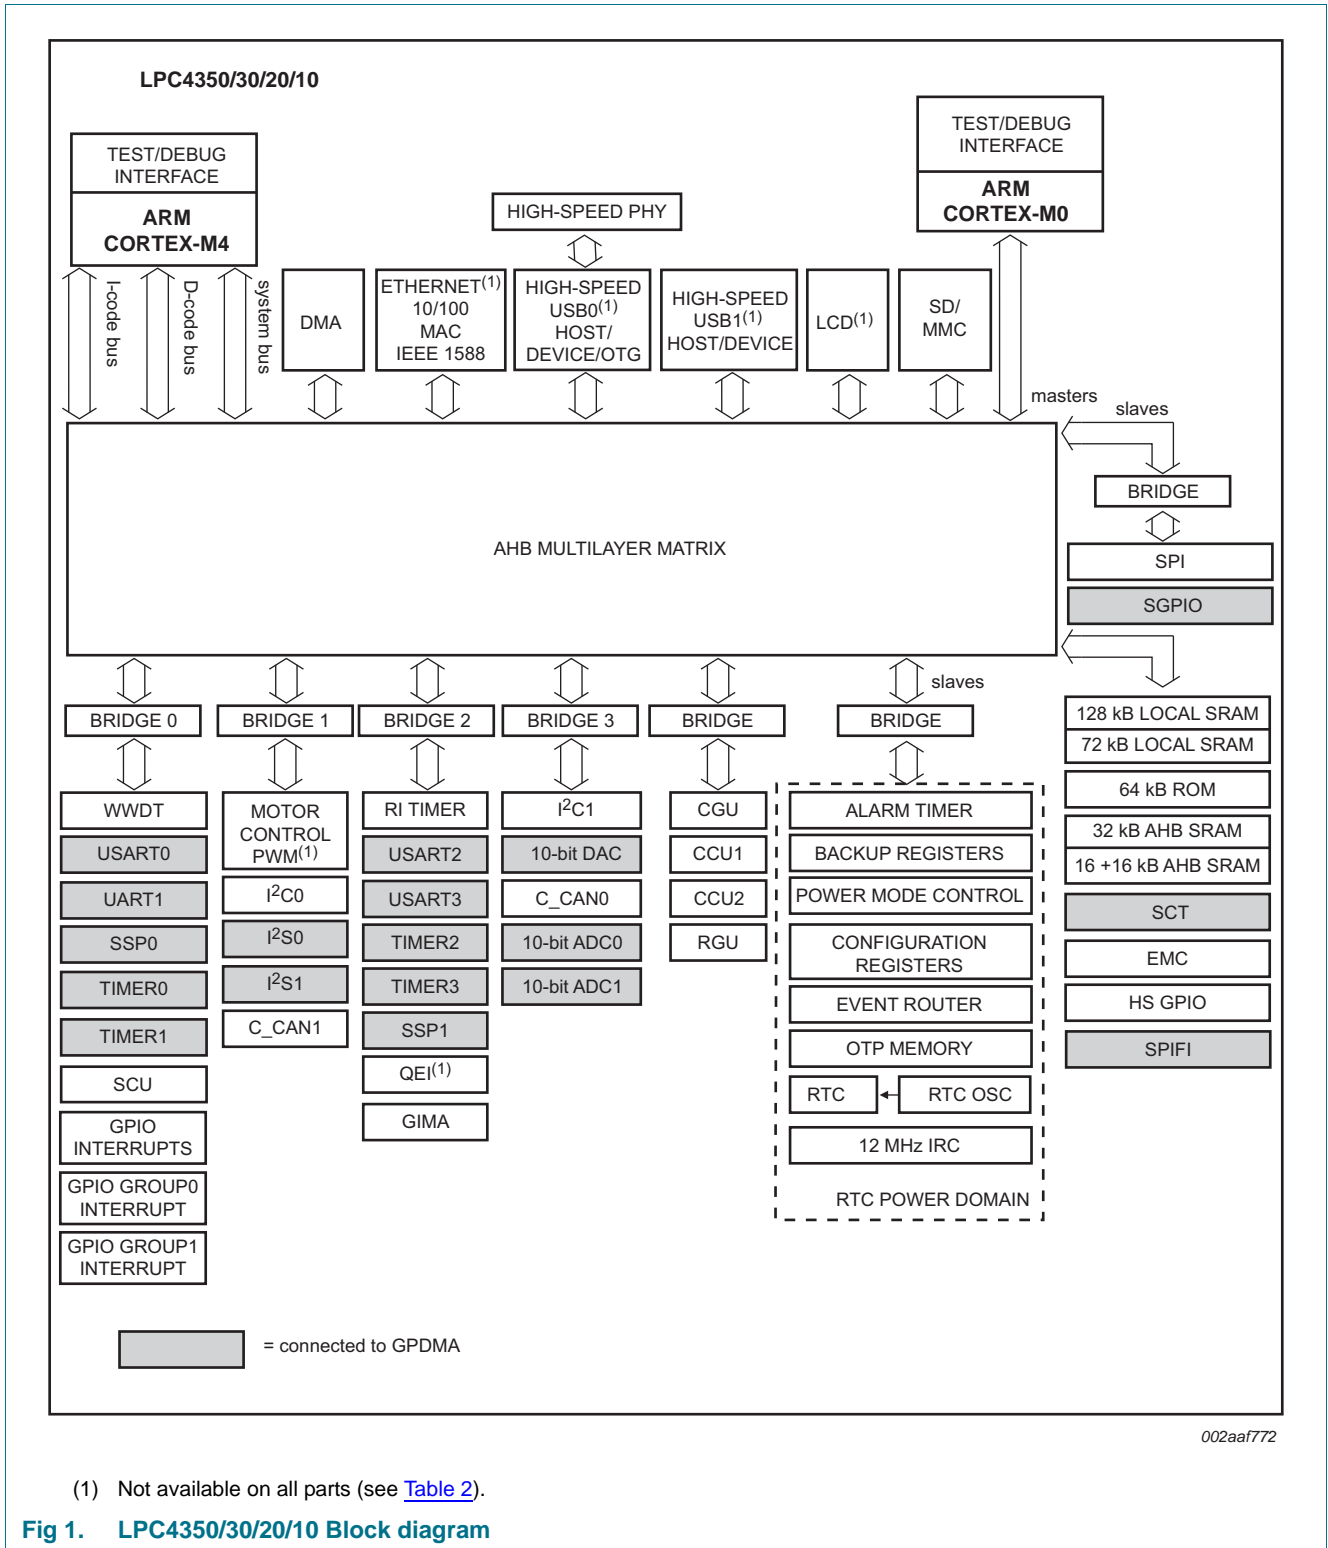 LPC4350/30/20/10
TEST/DEBUG
INTERFACE
ARM
CORTEX-M4
TEST/DEBUG
INTERFACE
ARM
CORTEX-M0
HIGH-SPEED PHY
I-code bus
D-code bus
system bus
DMA
ETHERNET(1)
10/100
MAC
IEEE 1588
HIGH-SPEED
USB0(1)
HOST/
DEVICE/OTG
HIGH-SPEED
USB1(1)
HOST/DEVICE
LCD(1)
SD/
MMC
masters
slaves
BRIDGE
SPI
SGPIO
AHB MULTILAYER MATRIX
slaves
BRIDGE 0
BRIDGE 1
BRIDGE 2
BRIDGE 3
BRIDGE
BRIDGE
WWDT
USART0
UART1
SSP0
TIMER0
TIMER1
SCU
GPIO
INTERRUPTS
GPIO GROUP0
INTERRUPT
GPIO GROUP1
INTERRUPT
MOTOR
CONTROL
PWM(1)
I2C0
I2S0
I2S1
C_CAN1
RI TIMER
USART2
USART3
TIMER2
TIMER3
SSP1
QEI(1)
GIMA
I2C1
10-bit DAC
C_CAN0
10-bit ADC0
10-bit ADC1
CGU
CCU1
CCU2
RGU
ALARM TIMER
BACKUP REGISTERS
POWER MODE CONTROL
CONFIGURATION
REGISTERS
EVENT ROUTER
OTP MEMORY
RTC
RTC OSC
12 MHz IRC
RTC POWER DOMAIN
128 kB LOCAL SRAM
72 kB LOCAL SRAM
64 kB ROM
32 kB AHB SRAM
16 +16 kB AHB SRAM
SCT
EMC
HS GPIO
SPIFI
= connected to GPDMA
002aaf772
(1) Not available on all parts (see Table 2).
Fig 1. LPC4350/30/20/10 Block diagram